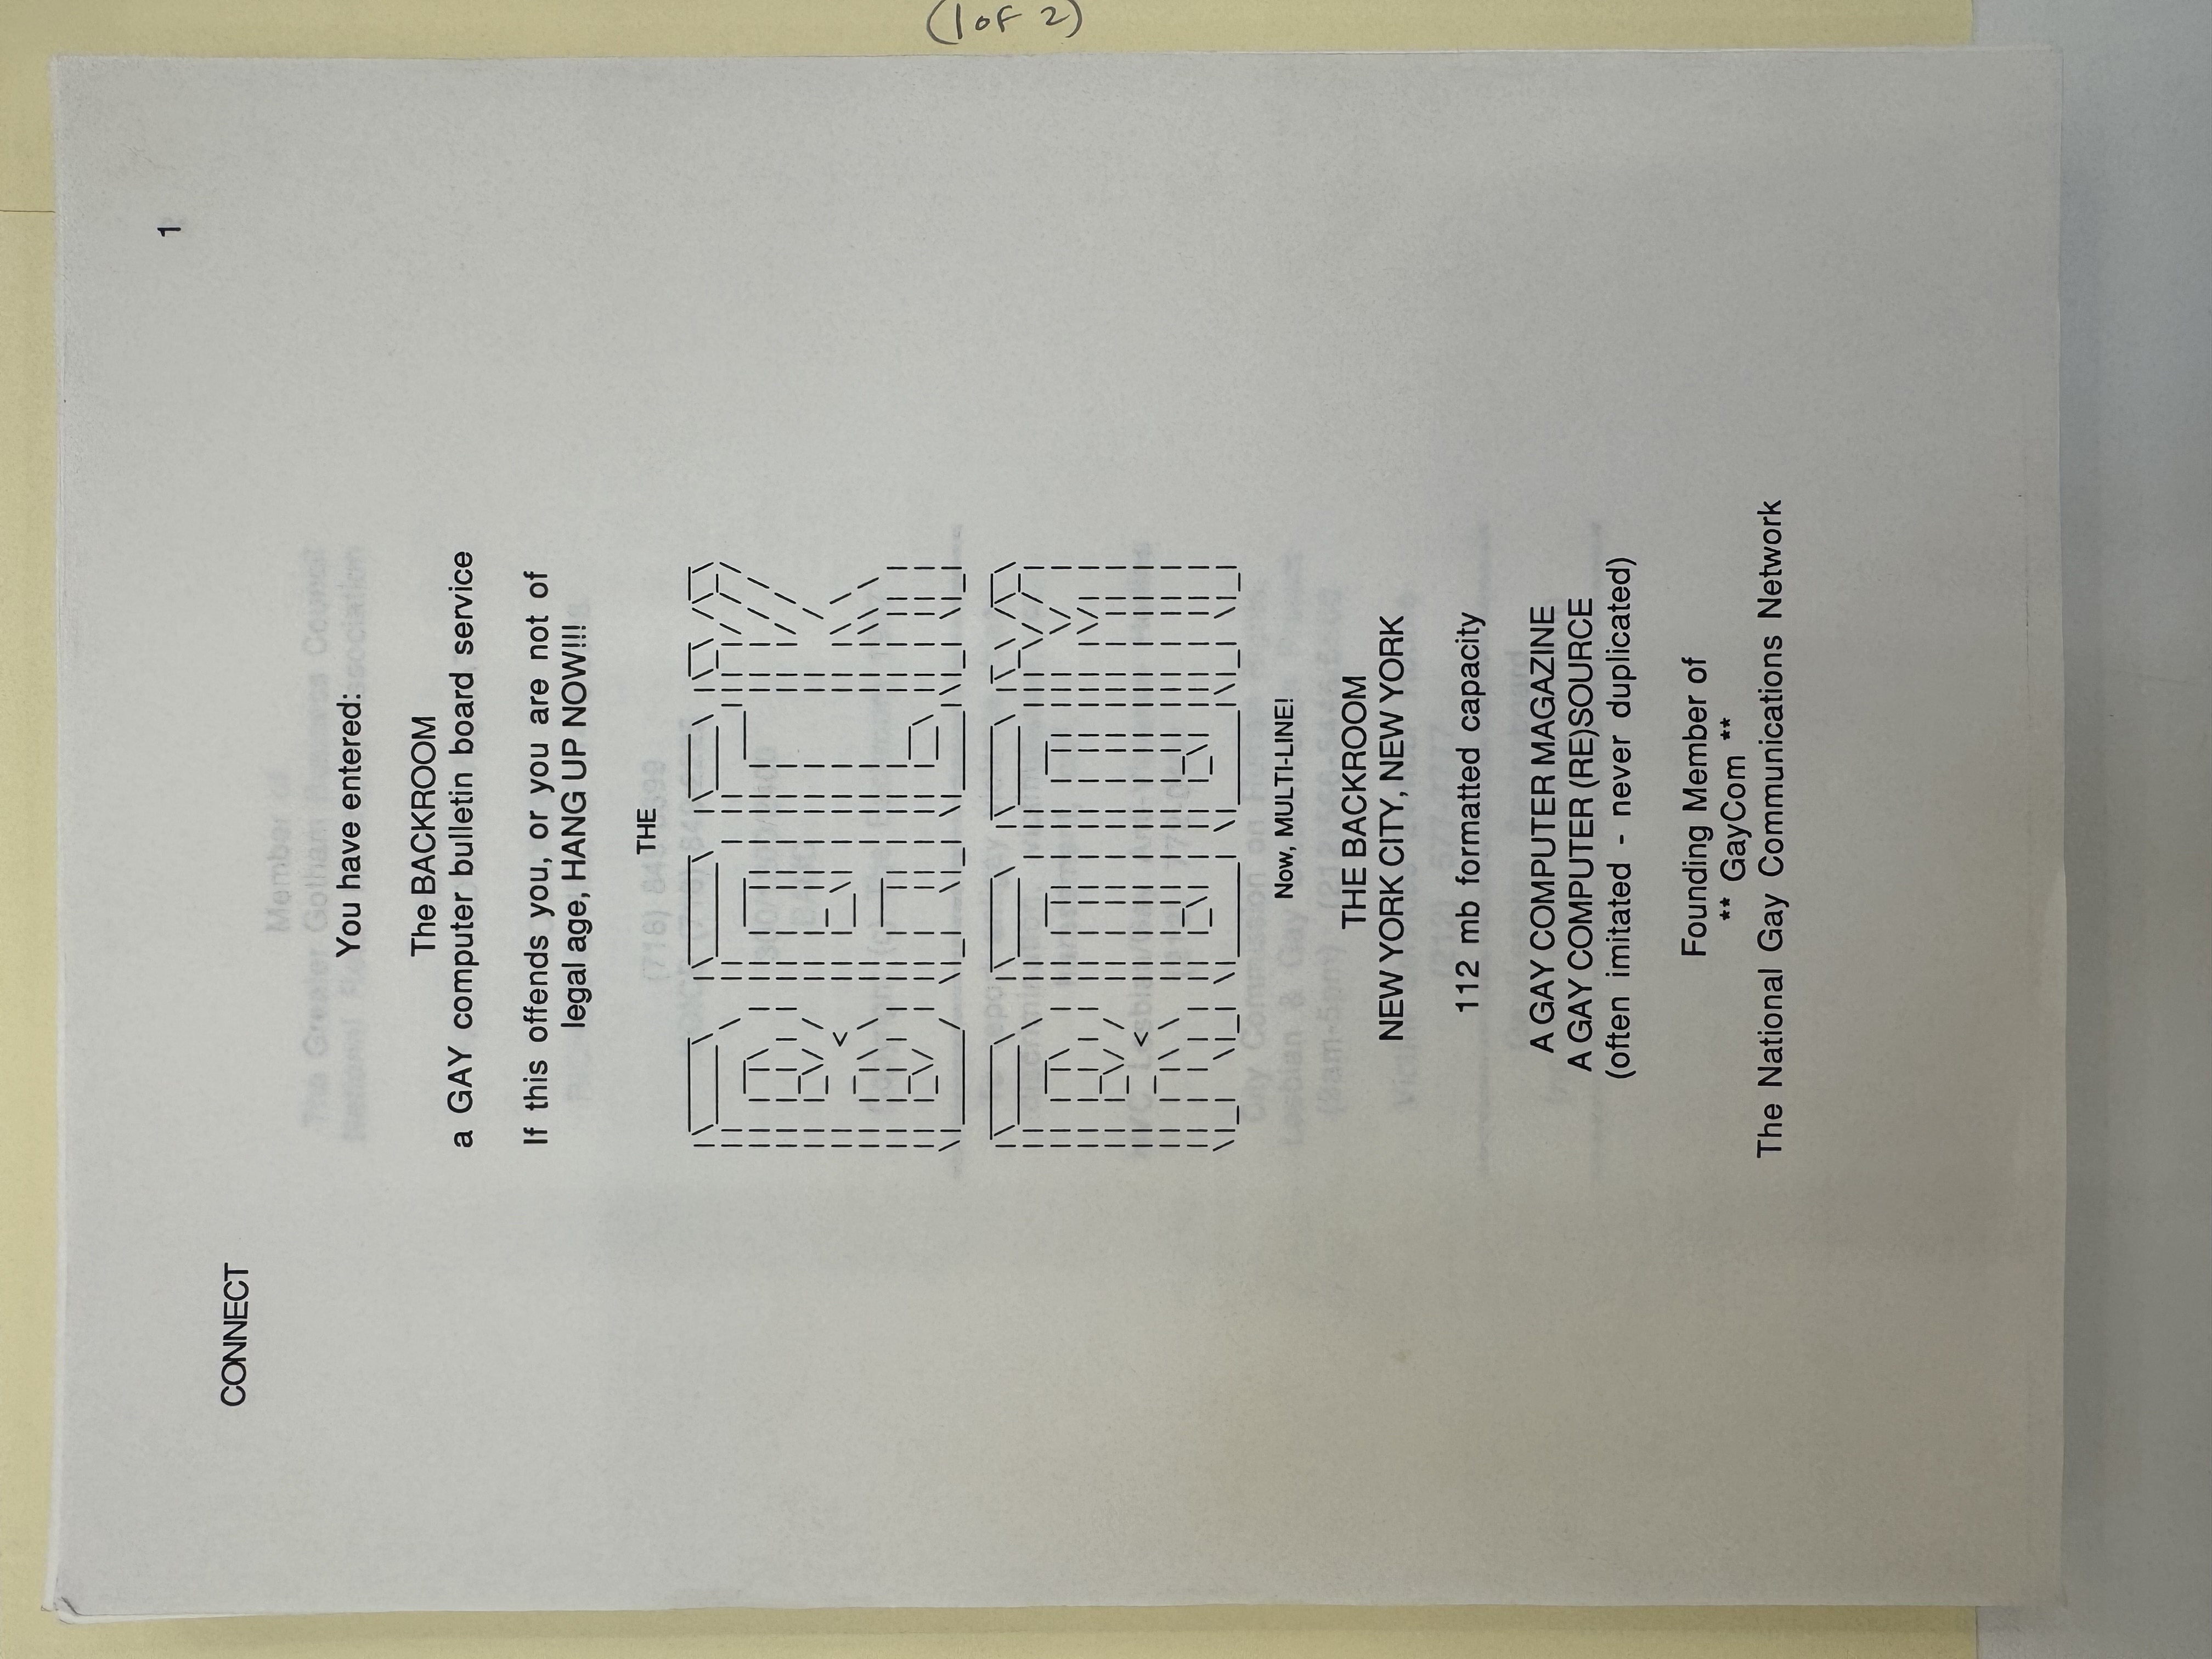 1
CONNECT
You have entered:
The BACKROOM
a GAY computer bulletin board service
If this offends you, or you are not of
legal age, HANG UP NOW!!!
THE
BACK
ROOM
Now, MULTI-LINE!
THE BACKROOM
NEW YORK CITY, NEW YORK
112 mb formatted capacity
A GAY COMPUTER MAGAZINE
A GAY COMPUTER (RE)SOURCE
(often imitated - never duplicated)
Founding Member of
** GayCom **
The National Gay Communications Network
(1 of 2)